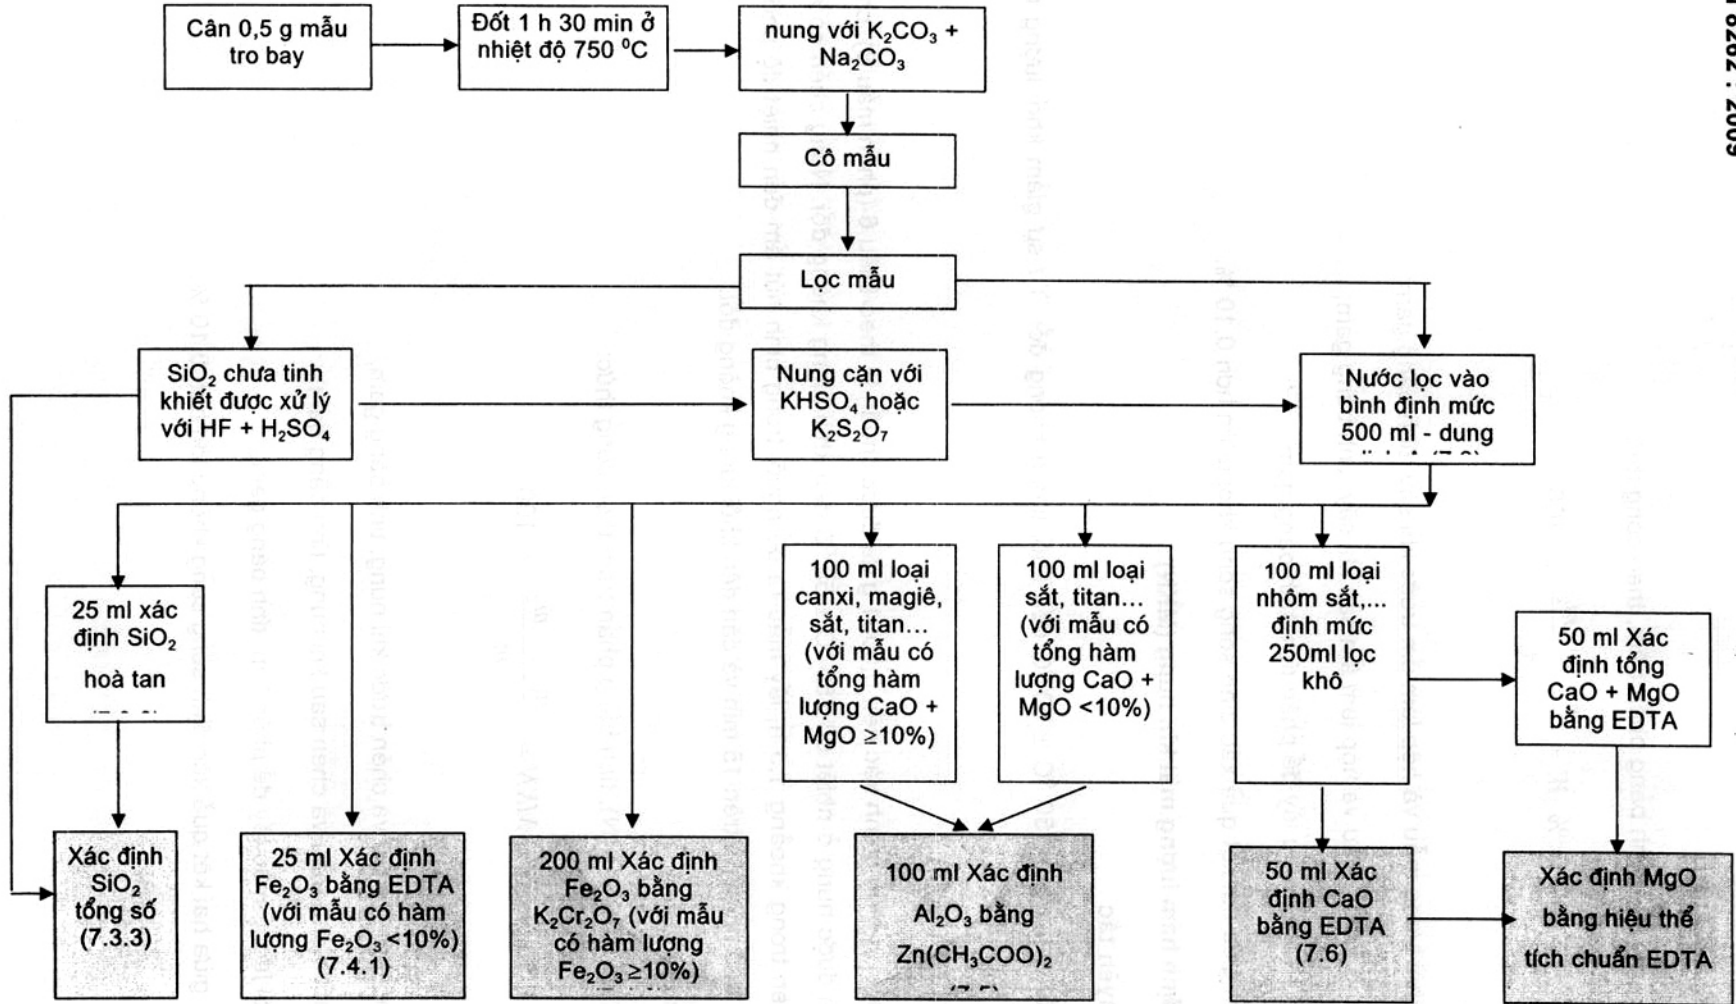 8262 : 2009
Cân 0,5 g mẫu
tro bay
Đốt 1 h 30 min ở
nhiệt độ 750 ⁰C
nung với K₂CO₃ +
Na₂CO₃
Cô mẫu
Lọc mẫu
SiO₂ chưa tinh
khiết được xử lý
với HF + H₂SO₄
Nung cặn với
KHSO₄ hoặc
K₂S₂O₇
Nước lọc vào
bình định mức
500 ml - dung
25 ml xác
định SiO₂
hoà tan
100 ml loại
canxi, magiê,
sắt, titan...
(với mẫu có
tổng hàm
lượng CaO +
MgO ≥10%)
100 ml loại
sắt, titan...
(với mẫu có
tổng hàm
lượng CaO +
MgO <10%)
100 ml loại
nhôm sắt,...
định mức
250ml lọc
khô
50 ml Xác
định tổng
CaO + MgO
bằng EDTA
Xác định
SiO₂
tổng số
(7.3.3)
25 ml Xác định
Fe₂O₃ bằng EDTA
(với mẫu có hàm
lượng Fe₂O₃ <10%)
(7.4.1)
200 ml Xác định
Fe₂O₃ bằng
K₂Cr₂O₇ (với mẫu
có hàm lượng
Fe₂O₃ ≥10%)
100 ml Xác định
Al₂O₃ bằng
Zn(CH₃COO)₂
50 ml Xác
định CaO
bằng EDTA
(7.6)
Xác định MgO
bằng hiệu thể
tích chuẩn EDTA